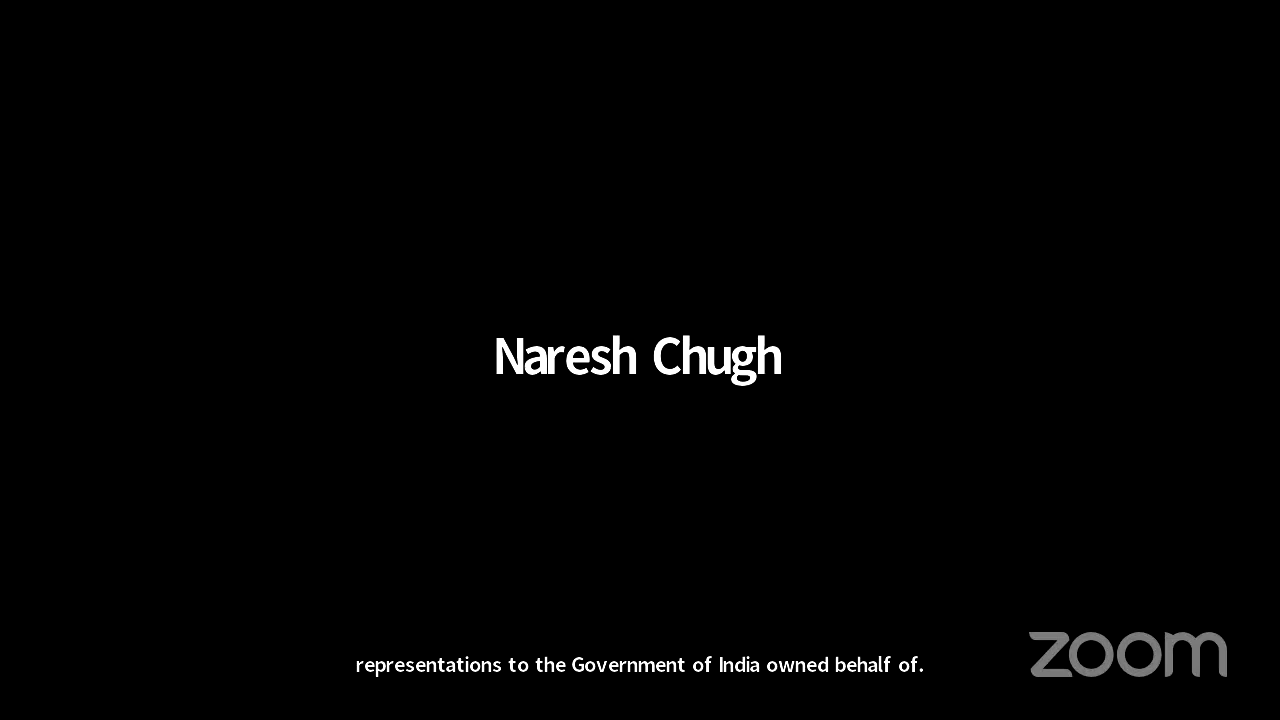 Naresh Chugh
representations to the Government of India owned behalf of.
zoom